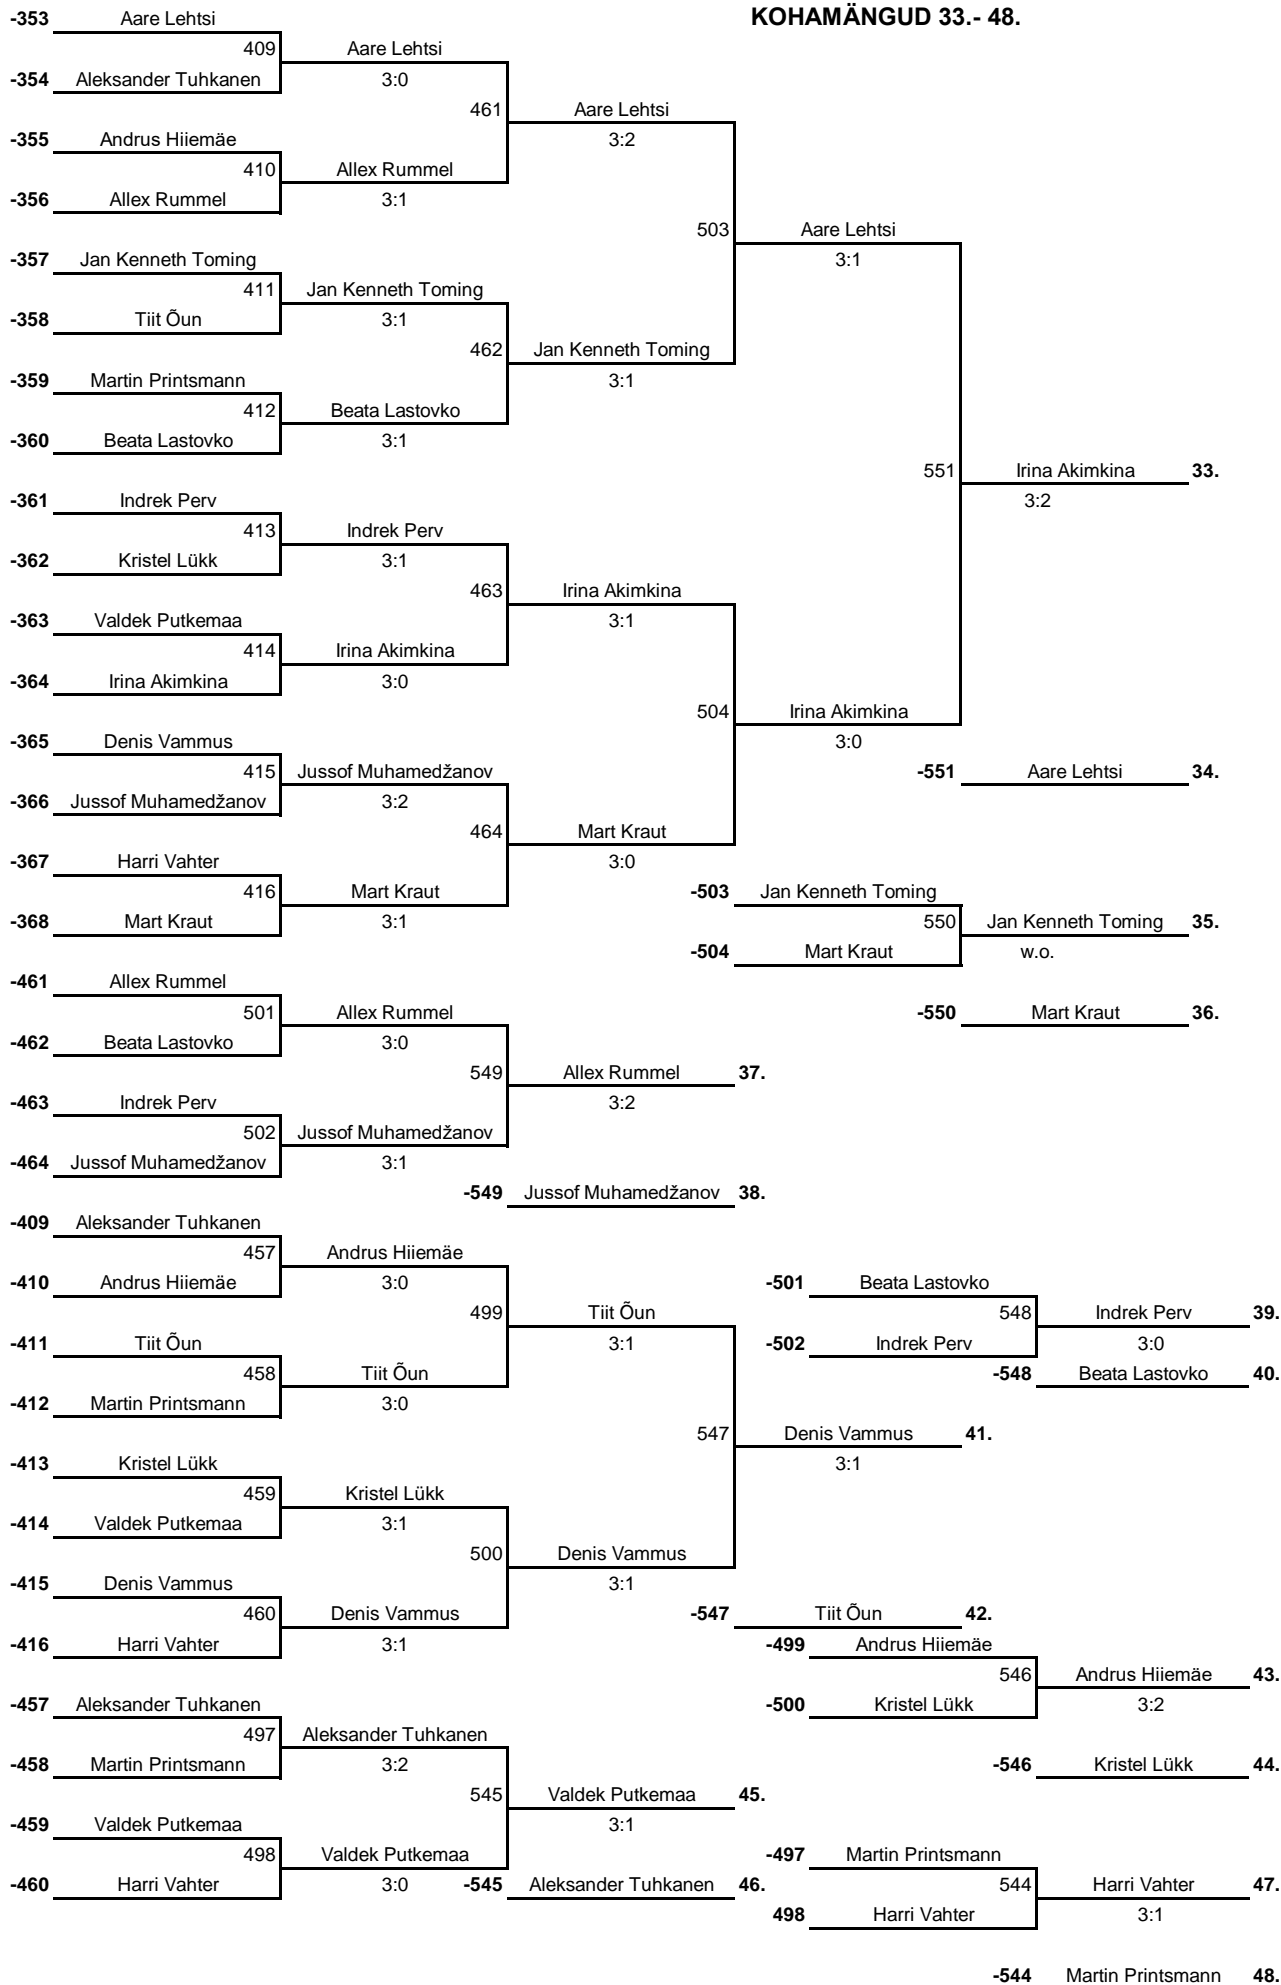 KOHAMÄNGUD 33.- 48.
-353 Aare Lehtsi
409 Aare Lehtsi
-354 Aleksander Tuhkanen 3:0
461 Aare Lehtsi
-355 Andrus Hiiemäe 3:2
410 Allex Rummel
-356 Allex Rummel 3:1
503 Aare Lehtsi
-357 Jan Kenneth Toming 3:1
411 Jan Kenneth Toming
-358 Tiit Õun 3:1
462 Jan Kenneth Toming
-359 Martin Printsmann 3:1
412 Beata Lastovko
-360 Beata Lastovko 3:1
551 Irina Akimkina 33.
-361 Indrek Perv 3:2
413 Indrek Perv
-362 Kristel Lükk 3:1
463 Irina Akimkina
-363 Valdek Putkemaa 3:1
414 Irina Akimkina
-364 Irina Akimkina 3:0
504 Irina Akimkina
-365 Denis Vammus 3:0
415 Jussof Muhamedžanov -551 Aare Lehtsi 34.
-366 Jussof Muhamedžanov 3:2
464 Mart Kraut
-367 Harri Vahter 3:0
416 Mart Kraut -503 Jan Kenneth Toming
-368 Mart Kraut 3:1 550 Jan Kenneth Toming 35.
-504 Mart Kraut w.o.
-461 Allex Rummel
501 Allex Rummel -550 Mart Kraut 36.
-462 Beata Lastovko 3:0
549 Allex Rummel 37.
-463 Indrek Perv 3:2
502 Jussof Muhamedžanov
-464 Jussof Muhamedžanov 3:1
-549 Jussof Muhamedžanov 38.
-409 Aleksander Tuhkanen
457 Andrus Hiiemäe
-410 Andrus Hiiemäe 3:0 -501 Beata Lastovko
499 Tiit Õun 548 Indrek Perv 39.
-411 Tiit Õun 3:1 -502 Indrek Perv 3:0
458 Tiit Õun -548 Beata Lastovko 40.
-412 Martin Printsmann 3:0
547 Denis Vammus 41.
-413 Kristel Lükk 3:1
459 Kristel Lükk
-414 Valdek Putkemaa 3:1
500 Denis Vammus
-415 Denis Vammus 3:1
460 Denis Vammus -547 Tiit Õun 42.
-416 Harri Vahter 3:1 -499 Andrus Hiiemäe
546 Andrus Hiiemäe 43.
-457 Aleksander Tuhkanen -500 Kristel Lükk 3:2
497 Aleksander Tuhkanen
-458 Martin Printsmann 3:2 -546 Kristel Lükk 44.
545 Valdek Putkemaa 45.
-459 Valdek Putkemaa 3:1
498 Valdek Putkemaa -497 Martin Printsmann
-460 Harri Vahter 3:0 -545 Aleksander Tuhkanen 46. 544 Harri Vahter 47.
498 Harri Vahter 3:1
-544 Martin Printsmann 48.